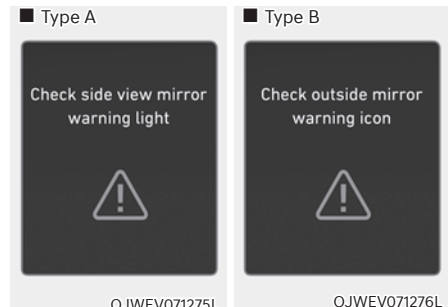 ■ Type A
Check side view mirror
warning light
OJWEV071275L
■ Type B
Check outside mirror
warning icon
OJWEV071276L